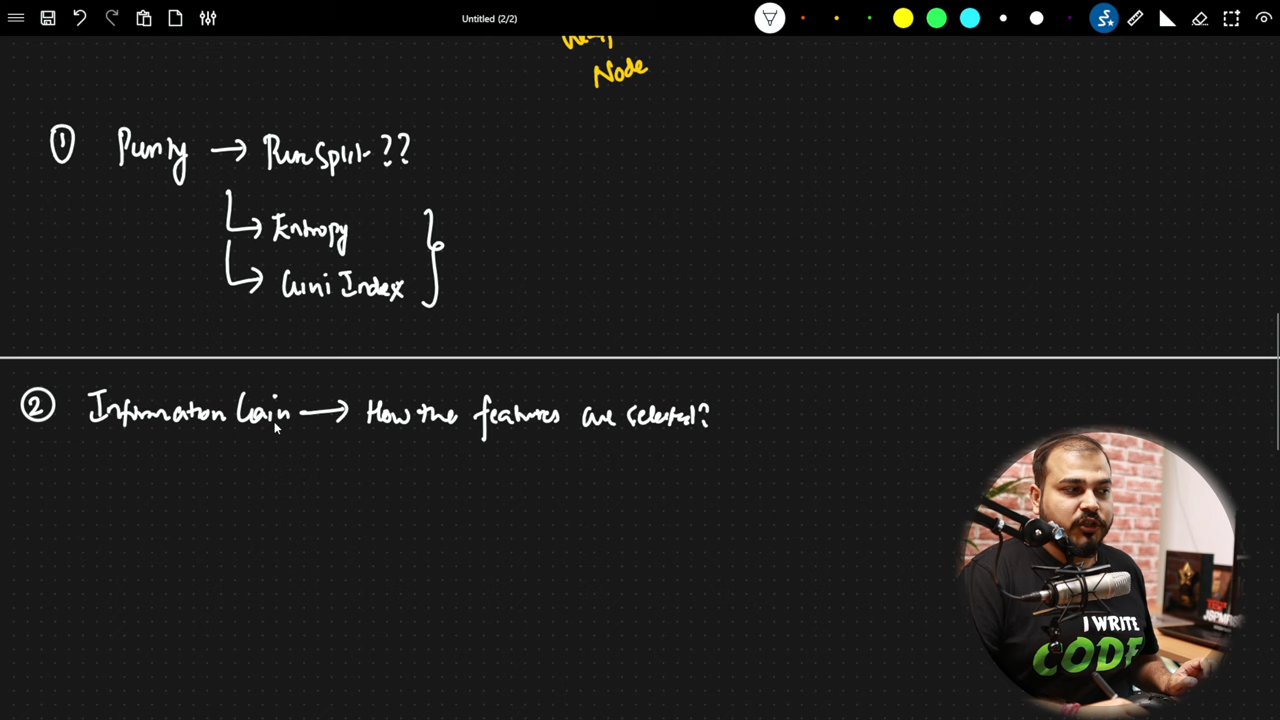 Untitled (2/2)
Node
① Purity → Pure Split ??
→ Entropy
→ Gini Index
② Information Gain → How the features are selected?
I WRITE
CODE